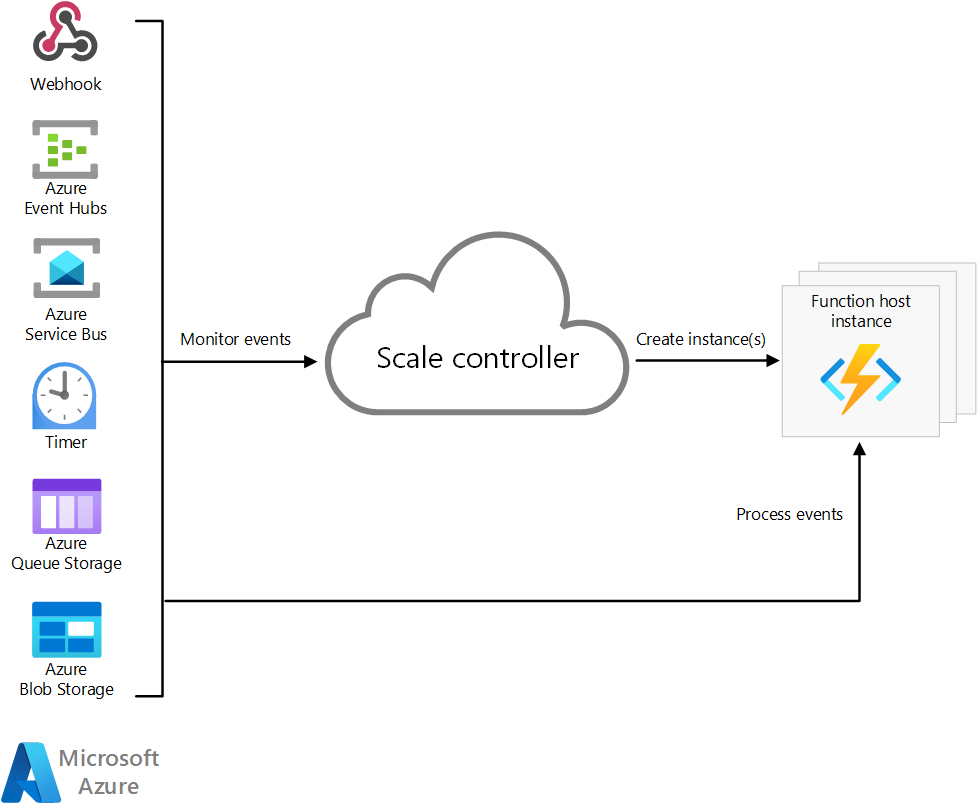 Webhook
Azure
Event Hubs
Azure
Service Bus
Timer
Azure
Queue Storage
Azure
Blob Storage
Monitor events
Scale controller
Create instance(s)
Function host
instance
Process events
Microsoft
Azure